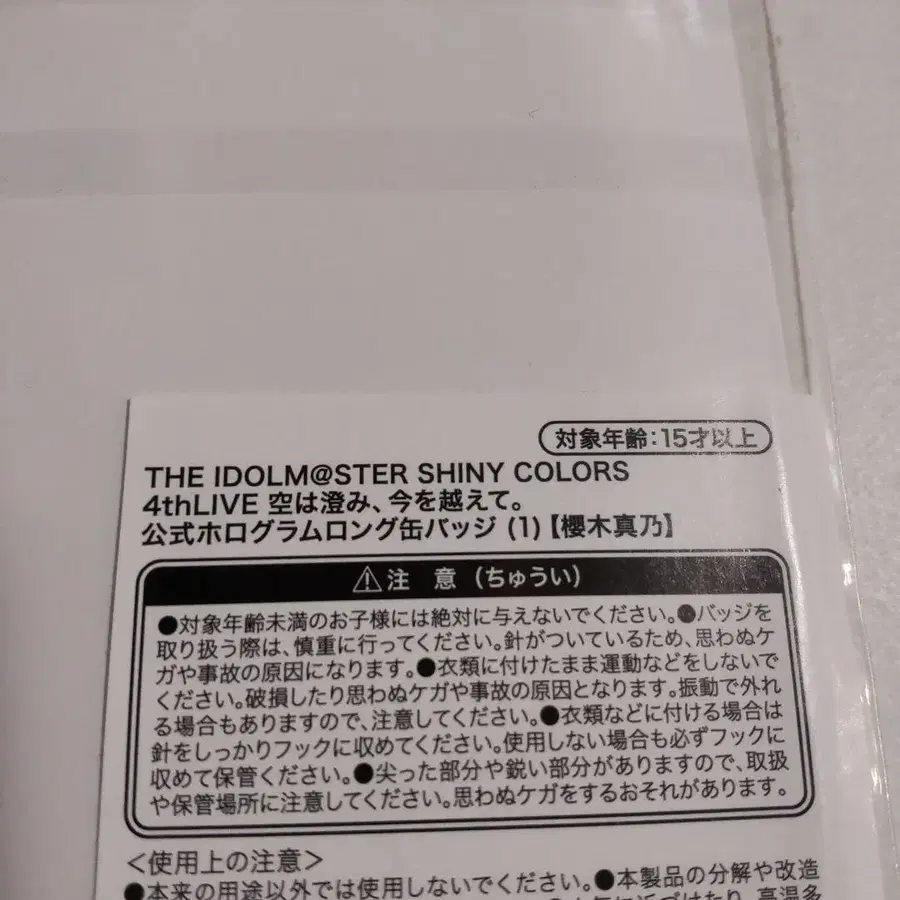 対象年齢:15才以上
THE IDOLM@STER SHINY COLORS
4thLIVE 空は澄み、今を越えて。
公式ホログラムロング缶バッジ (1)【櫻木真乃】
⚠注 意 (ちゅうい)
●対象年齢未満のお子様には絶対に与えないでください。●バッジを
取り扱う際は、慎重に行ってください。針がついているため、思わぬケ
ガや事故の原因になります。●衣類に付けたまま運動などをしないで
ください。破損したり思わぬケガや事故の原因となります。振動で外れ
る場合もありますので、注意してください。●衣類などに付ける場合は
針をしっかりフックに収めてください。使用しない場合も必ずフックに
収めて保管ください。●尖った部分や鋭い部分がありますので、取扱
や保管場所に注意してください。思わぬケガをするおそれがあります。
<使用上の注意>
●本来の用途以外では使用しないでください。●本製品の分解や改造
に近づけたり、高温多